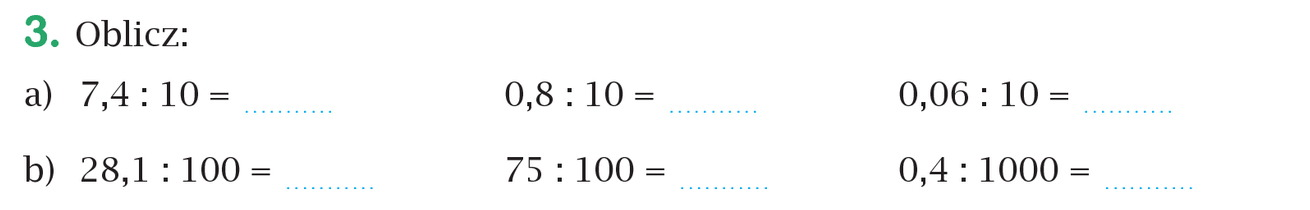 3. Oblicz:
a) 7,4 : 10 = ........... 0,8 : 10 = ........... 0,06 : 10 = ...........
b) 28,1 : 100 = ........... 75 : 100 = ........... 0,4 : 1000 = ...........